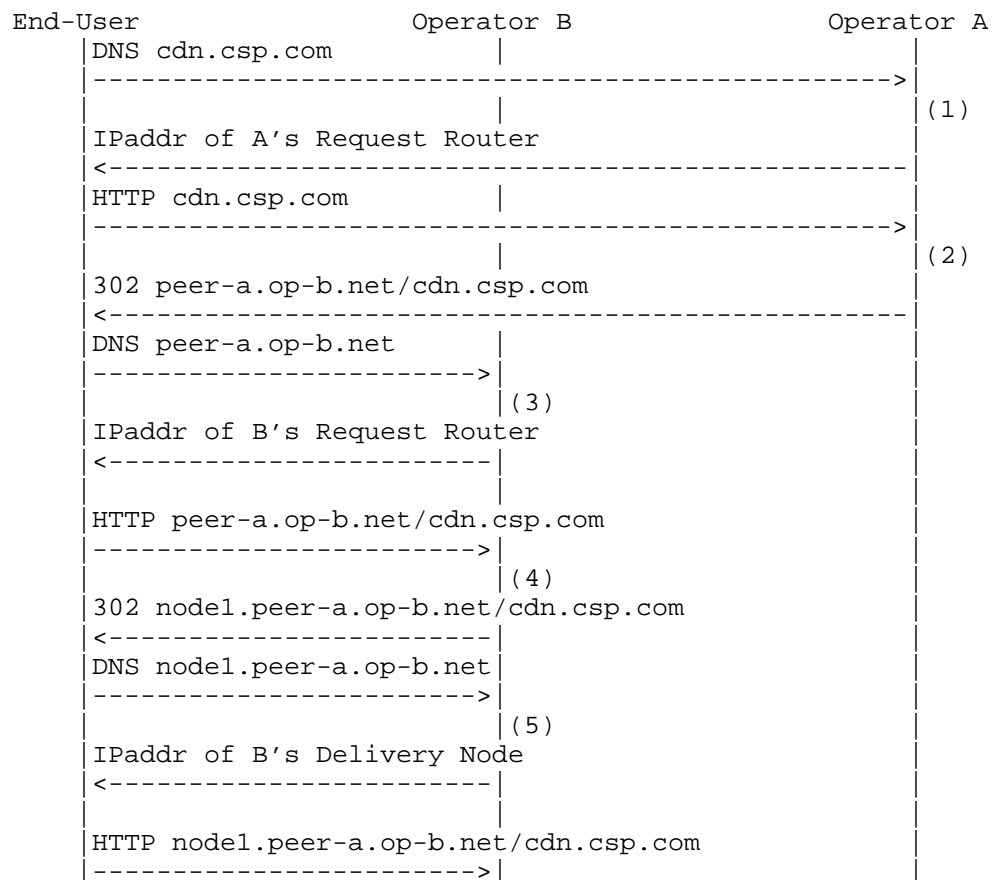 End-User Operator B Operator A
|DNS cdn.csp.com | |
|-------------------------------------------------->|
| | |(1)
|IPaddr of A's Request Router |
|<--------------------------------------------------|
|HTTP cdn.csp.com | |
|-------------------------------------------------->|
| | |(2)
|302 peer-a.op-b.net/cdn.csp.com |
|<--------------------------------------------------|
|DNS peer-a.op-b.net | |
|------------------------>| |
| |(3) |
|IPaddr of B's Request Router |
|<------------------------| |
| | |
|HTTP peer-a.op-b.net/cdn.csp.com |
|------------------------>| |
| |(4) |
|302 node1.peer-a.op-b.net/cdn.csp.com |
|<------------------------| |
|DNS node1.peer-a.op-b.net| |
|------------------------>| |
| |(5) |
|IPaddr of B's Delivery Node |
|<------------------------| |
| | |
|HTTP node1.peer-a.op-b.net/cdn.csp.com |
|------------------------>| |